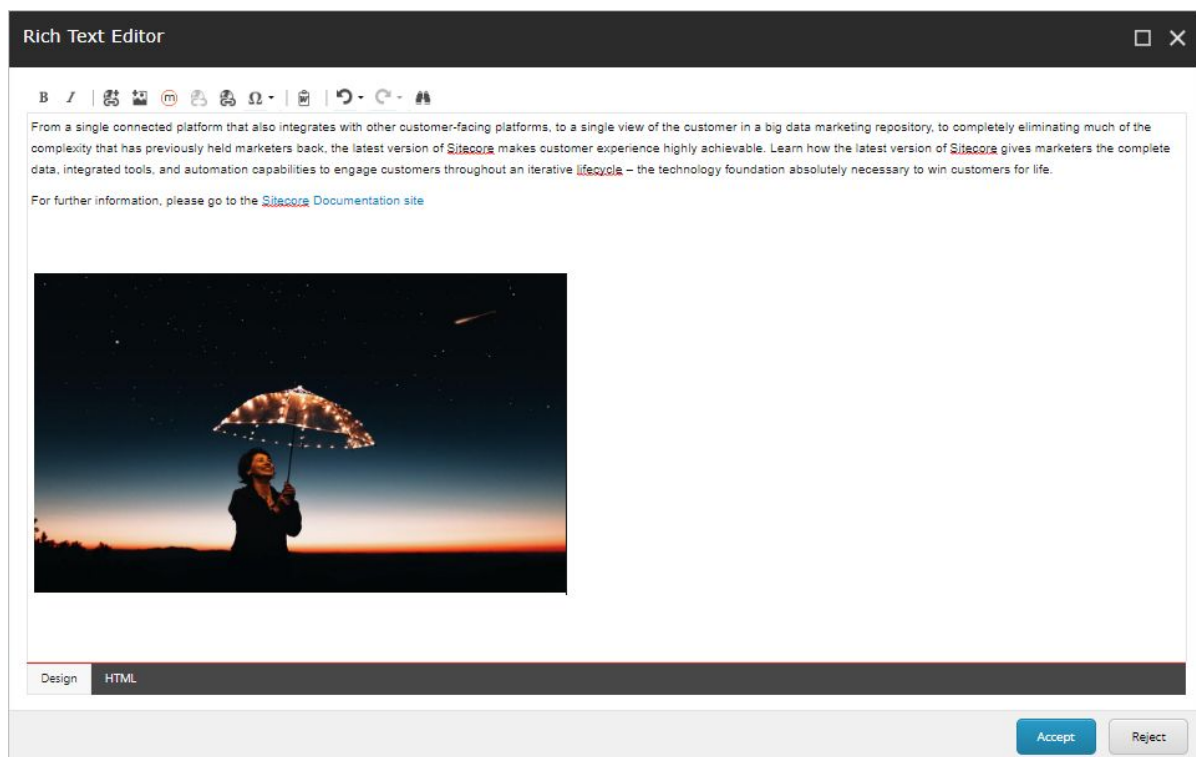 Rich Text Editor
B I Ω
From a single connected platform that also integrates with other customer-facing platforms, to a single view of the customer in a big data marketing repository, to completely eliminating much of the
complexity that has previously held marketers back, the latest version of Sitecore makes customer experience highly achievable. Learn how the latest version of Sitecore gives marketers the complete
data, integrated tools, and automation capabilities to engage customers throughout an iterative lifecycle – the technology foundation absolutely necessary to win customers for life.
For further information, please go to the Sitecore Documentation site
Design HTML
Accept Reject